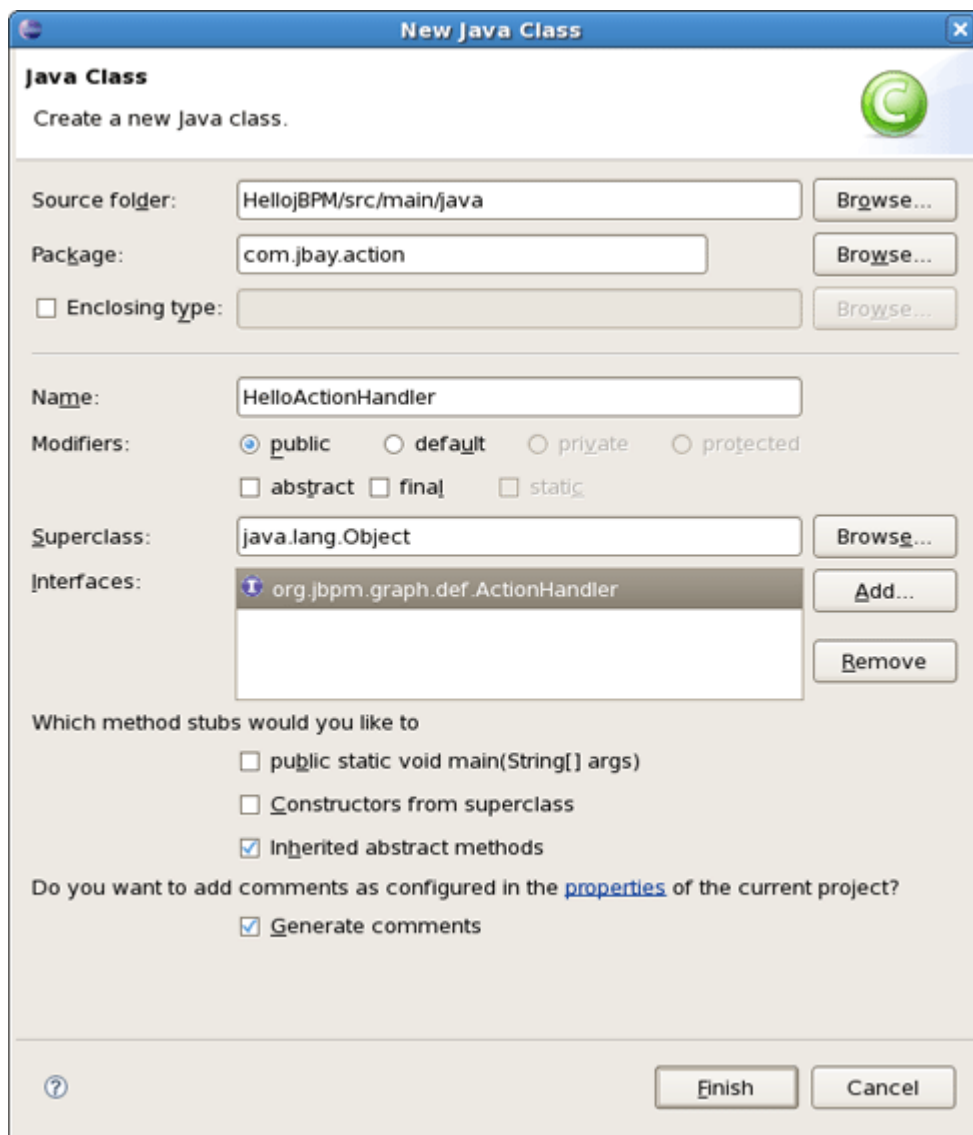 New Java Class
Java Class
Create a new Java class.
C
Source folder: HellojBPM/src/main/java Browse...
Package: com.jbay.action Browse...
Enclosing type: Browse...
Name: HelloActionHandler
Modifiers: public default private protected
abstract final static
Superclass: java.lang.Object Browse...
Interfaces: I org.jbpm.graph.def.ActionHandler Add...
Remove
Which method stubs would you like to
public static void main(String[] args)
Constructors from superclass
Inherited abstract methods
Do you want to add comments as configured in the properties of the current project?
Generate comments
? Finish Cancel